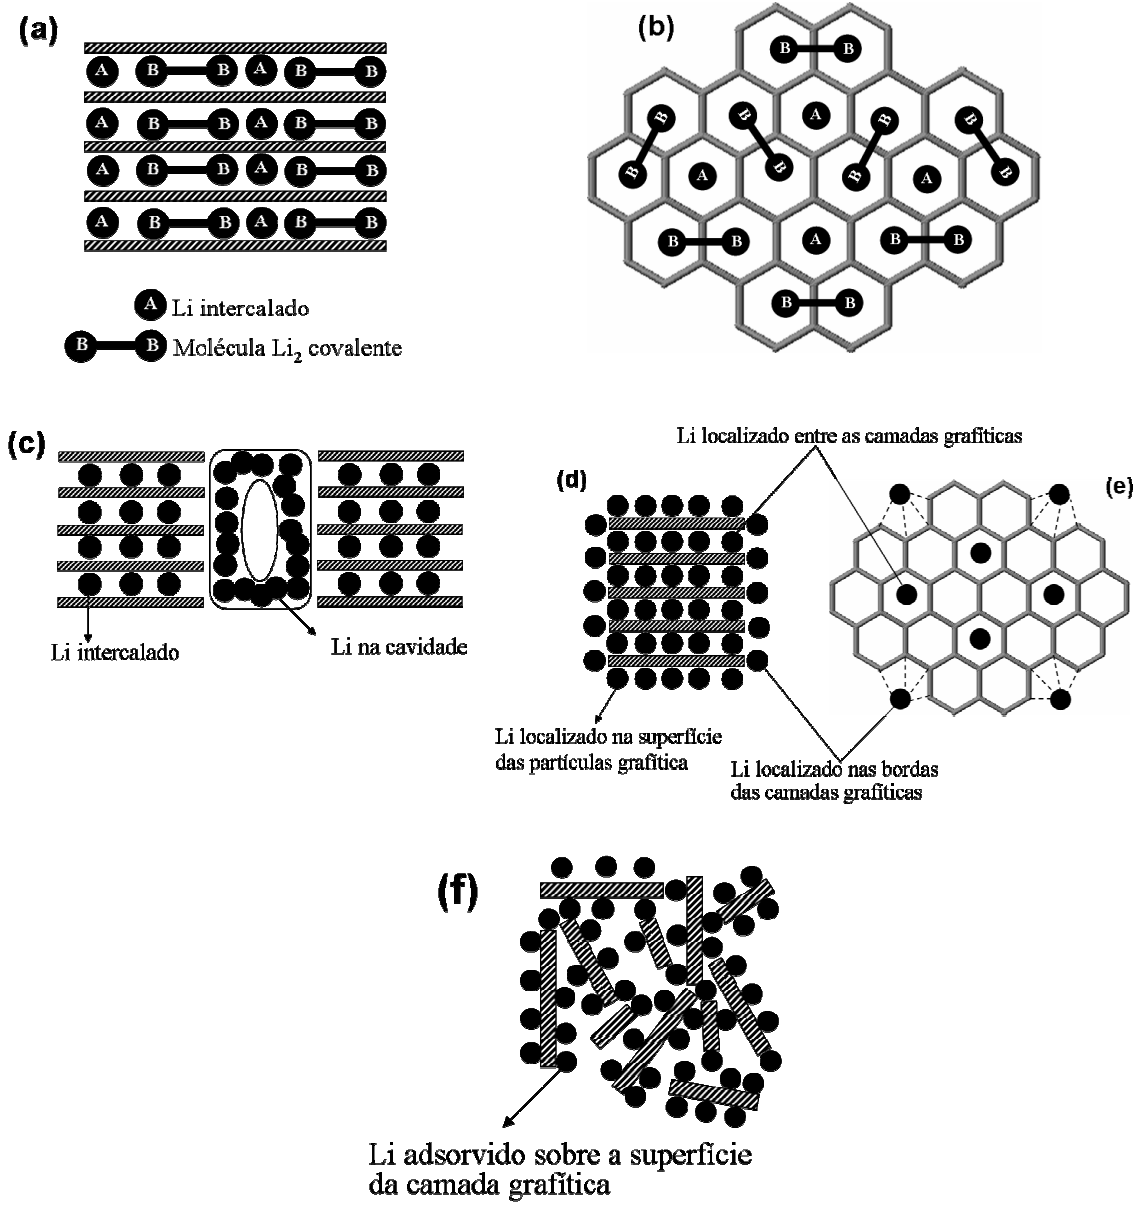 (a)
A B B A B B
A B B A B B
A B B A B B
A B B A B B
A Li intercalado
B B Molécula Li2 covalente
(b)
B B
B B A B B
B A B B A B
B B A B B
B B
(c)
Li intercalado
Li na cavidade
Li localizado entre as camadas grafíticas
(d)
(e)
Li localizado na superfície
das partículas grafítica
Li localizado nas bordas
das camadas grafíticas
(f)
Li adsorvido sobre a superfície
da camada grafítica